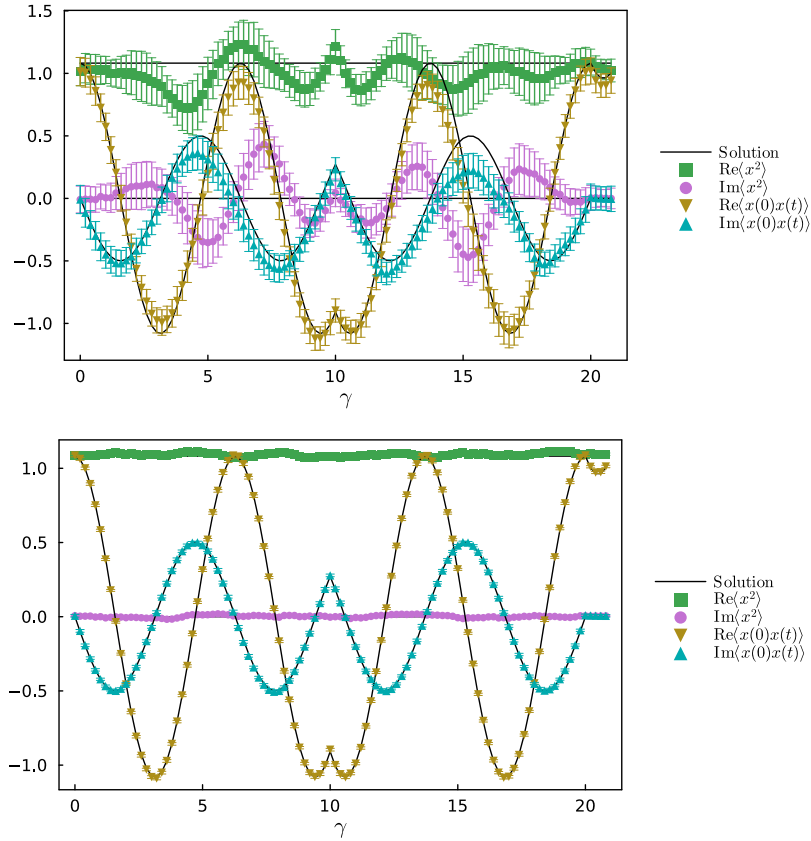 1.5
1.0
0.5
0.0
−0.5
−1.0
0 5 10 15 20
γ
Solution
Re⟨x²⟩
Im⟨x²⟩
Re⟨x(0)x(t)⟩
Im⟨x(0)x(t)⟩
1.0
0.5
0.0
−0.5
−1.0
0 5 10 15 20
γ
Solution
Re⟨x²⟩
Im⟨x²⟩
Re⟨x(0)x(t)⟩
Im⟨x(0)x(t)⟩